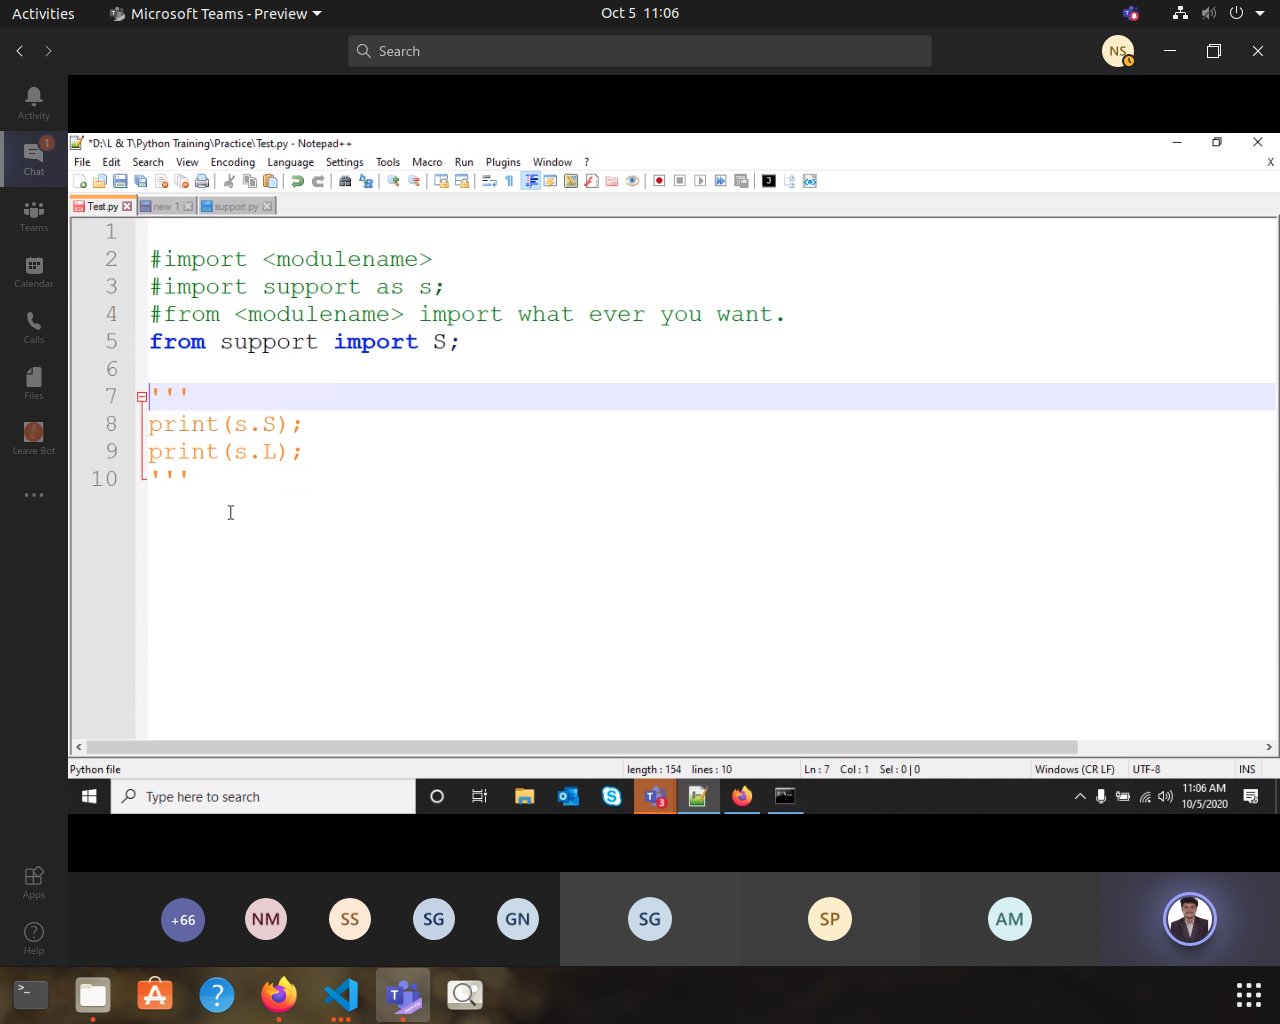 Activities
Microsoft Teams - Preview
Oct 5 11:06
Search
NS
Activity
1
Chat
Teams
Calendar
Calls
Files
Leave Bot
Apps
Help
*D:\L & T\Python Training\Practice\Test.py - Notepad++
File Edit Search View Encoding Language Settings Tools Macro Run Plugins Window ? X
Test.py new 1 support.py
1
2 #import <modulename>
3 #import support as s;
4 #from <modulename> import what ever you want.
5 from support import S;
6
7 '''
8 print(s.S);
9 print(s.L);
10 '''
Python file length : 154 lines : 10 Ln : 7 Col : 1 Sel : 0 | 0 Windows (CR LF) UTF-8 INS
Type here to search
3
11:06 AM
10/5/2020
+66 NM SS SG GN SG SP AM